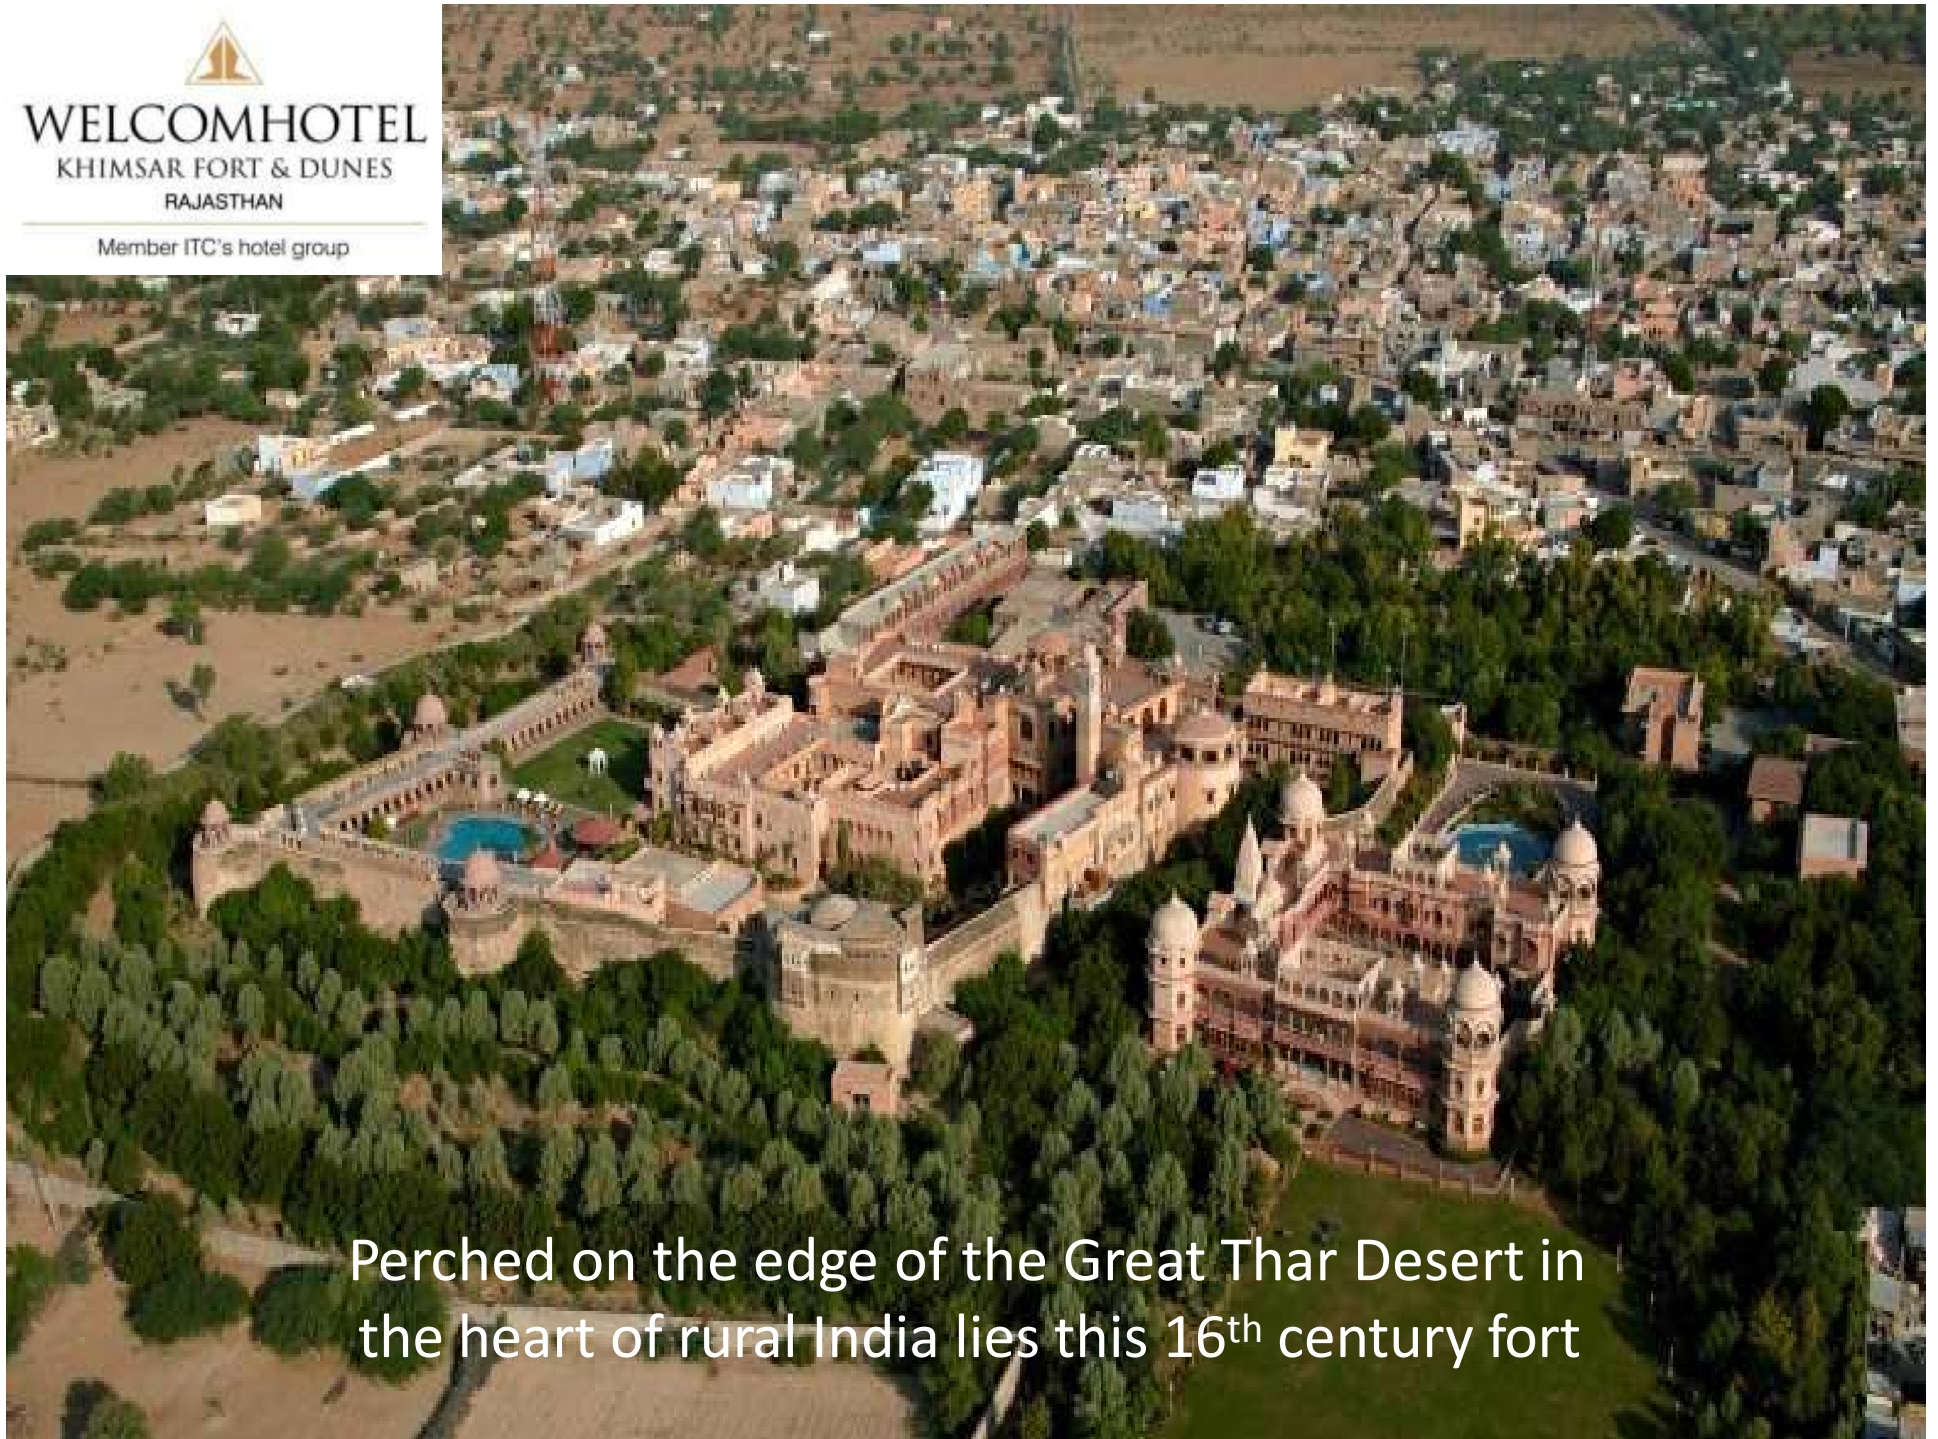 WELCOMHOTEL
KHIMSAR FORT & DUNES
RAJASTHAN
Member ITC's hotel group
Perched on the edge of the Great Thar Desert in
the heart of rural India lies this 16th century fort